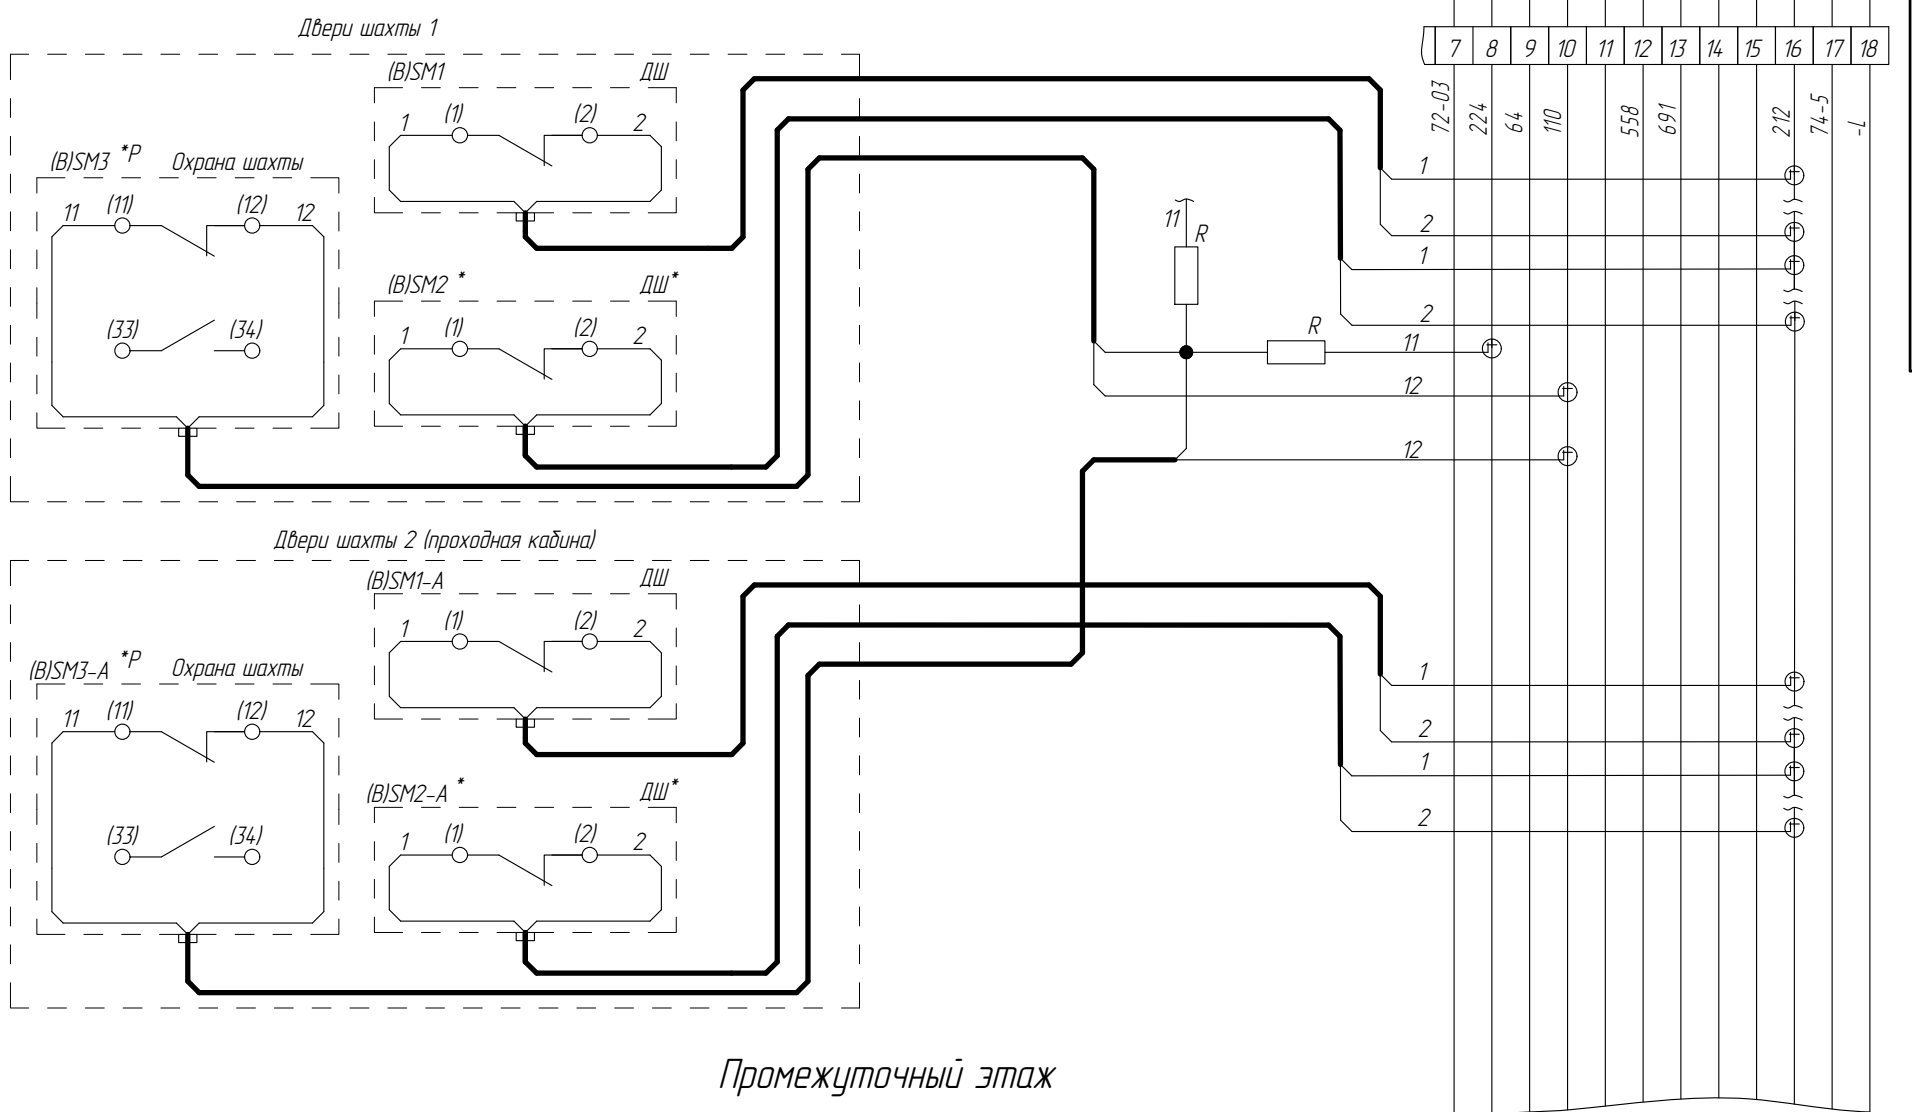 Двери шахты 1
7 8 9 10 11 12 13 14 15 16 17 18
72-03 224 64 110 558 691 212 74-5 -L
(B)SM1 ДШ
1 (1) (2) 2
(B)SM3 *P Охрана шахты
11 (11) (12) 12
(33) (34)
(B)SM2 * ДШ*
1 (1) (2) 2
1
2
1
2
11 R
R 11
12
12
Двери шахты 2 (проходная кабина)
(B)SM1-A ДШ
1 (1) (2) 2
(B)SM3-A *P Охрана шахты
11 (11) (12) 12
(33) (34)
(B)SM2-A * ДШ*
1 (1) (2) 2
1
2
1
2
Промежуточный этаж